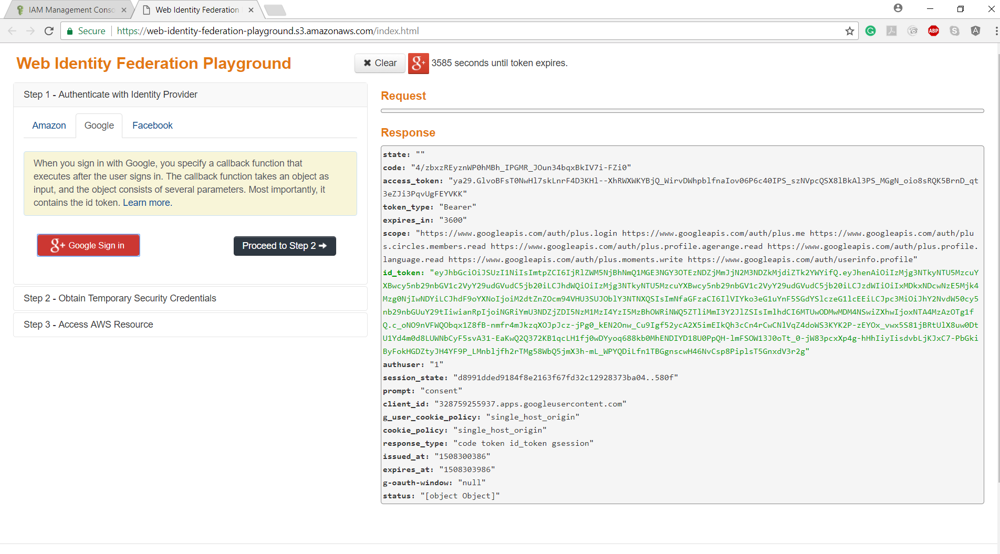 IAM Management Conso
Web Identity Federation
Secure
https://web-identity-federation-playground.s3.amazonaws.com/index.html
ABP
Web Identity Federation Playground
Clear
g+
3585 seconds until token expires.
Step 1 - Authenticate with Identity Provider
Amazon
Google
Facebook
When you sign in with Google, you specify a callback function that
executes after the user signs in. The callback function takes an object as
input, and the object consists of several parameters. Most importantly, it
contains the id token. Learn more.
g+ Google Sign in
Proceed to Step 2
Step 2 - Obtain Temporary Security Credentials
Step 3 - Access AWS Resource
Request
Response
state: ""
code: "4/zbxzREyznWP0hMBh_IPGMR_JOun34bqxBkIV7i-FZi0"
access_token: "ya29.GlvoBFsT0NwHl7skLnrF4D3KHl--XhRWXWKYBjQ_WirvDWhpblfnaIov06P6c40IPS_szNVpcQSX8lBkAl3PS_MGgN_oio8sRQK5BrnD_qt
3eZJi3PqvUgFEYVKK"
token_type: "Bearer"
expires_in: "3600"
scope: "https://www.googleapis.com/auth/plus.login https://www.googleapis.com/auth/plus.me https://www.googleapis.com/auth/plu
s.circles.members.read https://www.googleapis.com/auth/plus.profile.agerange.read https://www.googleapis.com/auth/plus.profile.
language.read https://www.googleapis.com/auth/plus.moments.write https://www.googleapis.com/auth/userinfo.profile"
id_token: "eyJhbGciOiJSUzI1NiIsImtpZCI6IjRlZWM5NjBhNmQ1MGE3NGY3OTEzNDZjMmJjN2M3NDZkMjdiZTk2YWYifQ.eyJhenAiOiIzMjg3NTkyNTU5MzcuY
XBwcy5nb29nbGV1c2VyY29udGVudC5jb20iLCJhdWQiOiIzMjg3NTkyNTU5MzcuYXBwcy5nb29nbGV1c2VyY29udGVudC5jb20iLCJzdWIiOiIxMDkxNDcwNzE5Mjk4
Mzg0NjIwNDYiLCJhdF9oYXNoIjoiM2dtZnZOcm94VHU3SUJOblY3NTNXQSIsImNfaGFzaCI6IlVIYko3eG1uYnF5SGdYSlczeG1lcEEiLCJpc3MiOiJhY2NvdW50cy5
nb29nbGUuY29tIiwianRpIjoiNGRiYmU3NDZjZDI5NzM1MzI4YzI5MzBhOWRiNWQ5ZTliMmI3Y2JlZSIsImlhdCI6MTUwODMwMDM4NSwiZXhwIjoxNTA4MzAzOTg1f
Q.c_oNO9nVFWQObqx1Z8fB-nmfr4mJkzqXOJpJcz-jPg0_kEN2Onw_Cu9Igf52ycA2X5imEIkQh3cCn4rCwCNlVqZ4doWS3KYK2P-zEYOx_vwx5S81jBRtUlX8uw0Dt
U1Yd4m0d8LUWNbCyF5svA31-EaKwQ2Q372KB1qcLH1fj0wDYyoq688kb0MhENDIYD18U0PpQH-lmFSOW13J0oTt_0-jW83pcxXp4g-hHhIiyIisdvbLjKJxC7-PbGki
ByFokHGDZtyJH4YF9P_LMnbljfh2rTMg58WbQ5jmX3h-mL_WPYQDiLfn1TBGgnscwH46NvCsp8PiplsT5GnxdV3r2g"
authuser: "1"
session_state: "d8991dded9184f8e2163f67fd32c12928373ba04..580f"
prompt: "consent"
client_id: "328759255937.apps.googleusercontent.com"
g_user_cookie_policy: "single_host_origin"
cookie_policy: "single_host_origin"
response_type: "code token id_token gsession"
issued_at: "1508300386"
expires_at: "1508303986"
g-oauth-window: "null"
status: "[object Object]"